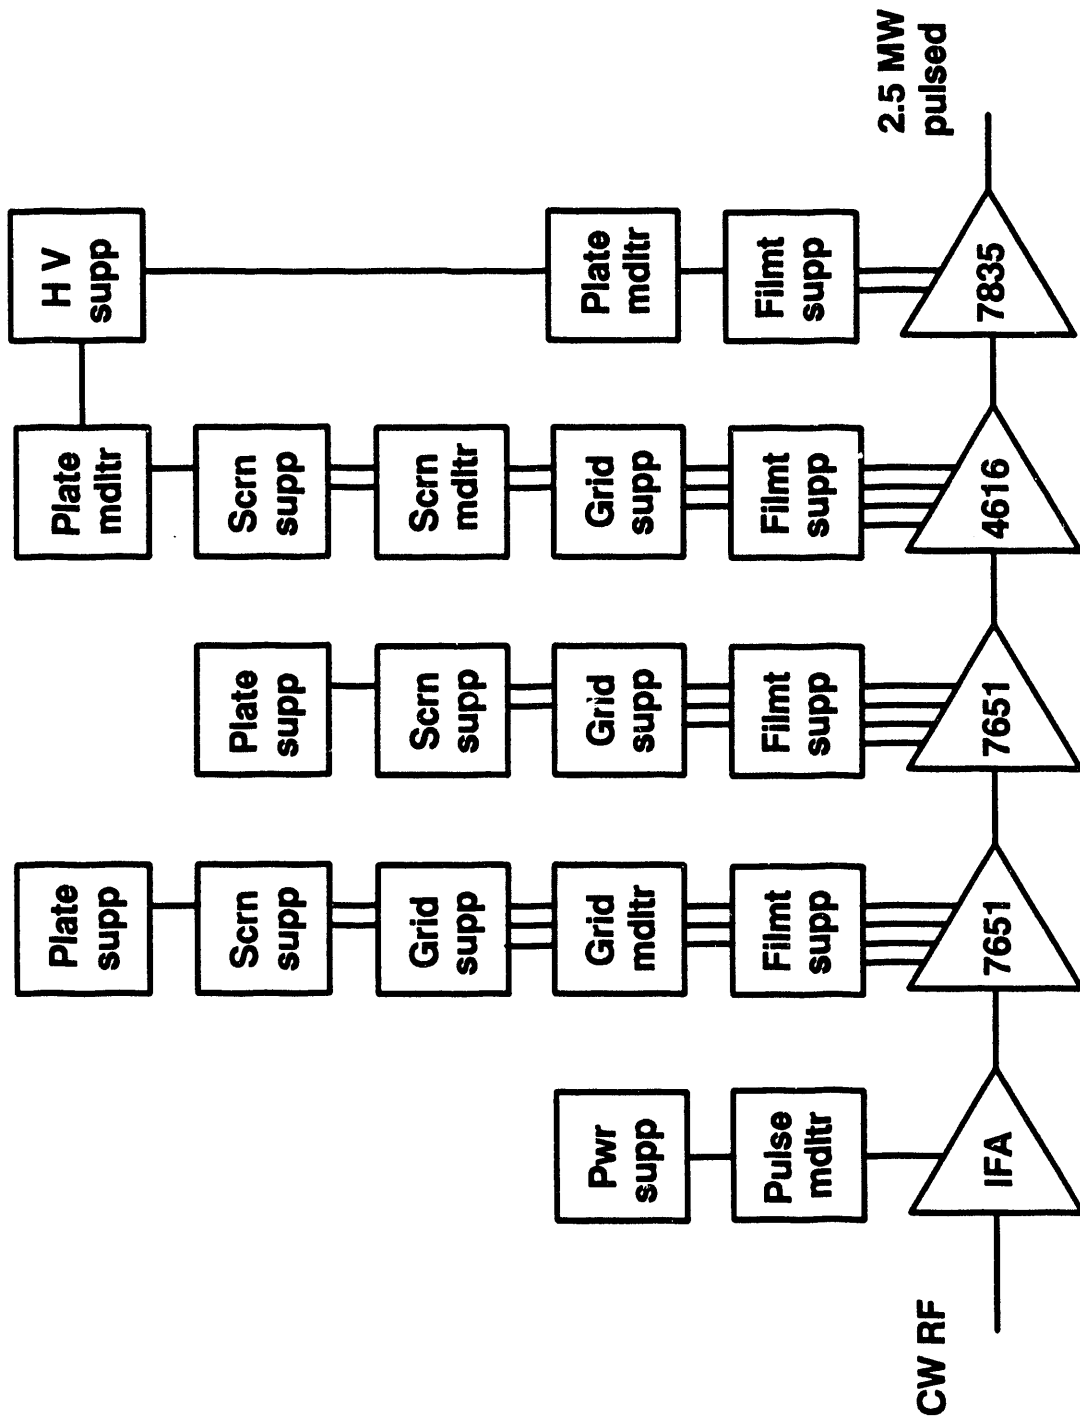 Plate
supp
Plate
mdltr
H V
supp
Scrn
supp
Plate
supp
Scrn
supp
Grid
supp
Scrn
supp
Scrn
mdltr
Pwr
supp
Grid
mdltr
Grid
supp
Grid
supp
Plate
mdltr
Pulse
mdltr
Filmt
supp
Filmt
supp
Filmt
supp
Filmt
supp
CW RF
IFA
7651
7651
4616
7835
2.5 MW
pulsed